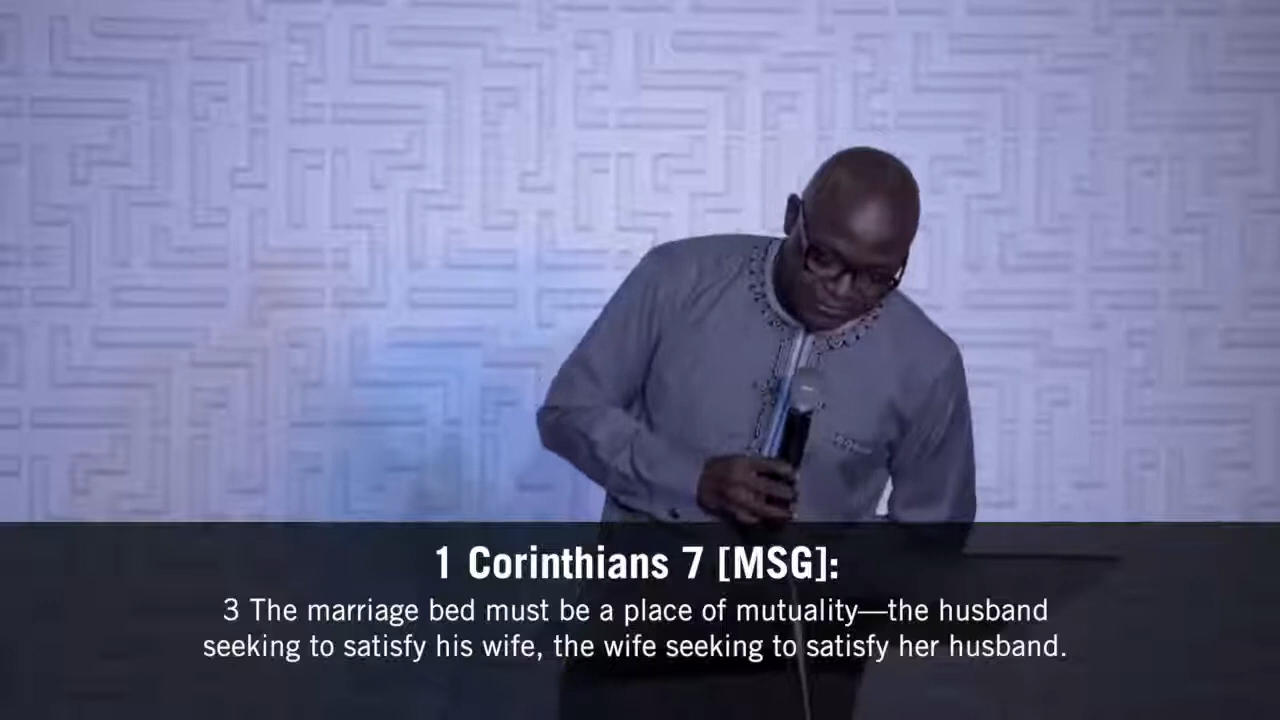 1 Corinthians 7 [MSG]:
3 The marriage bed must be a place of mutuality—the husband
seeking to satisfy his wife, the wife seeking to satisfy her husband.